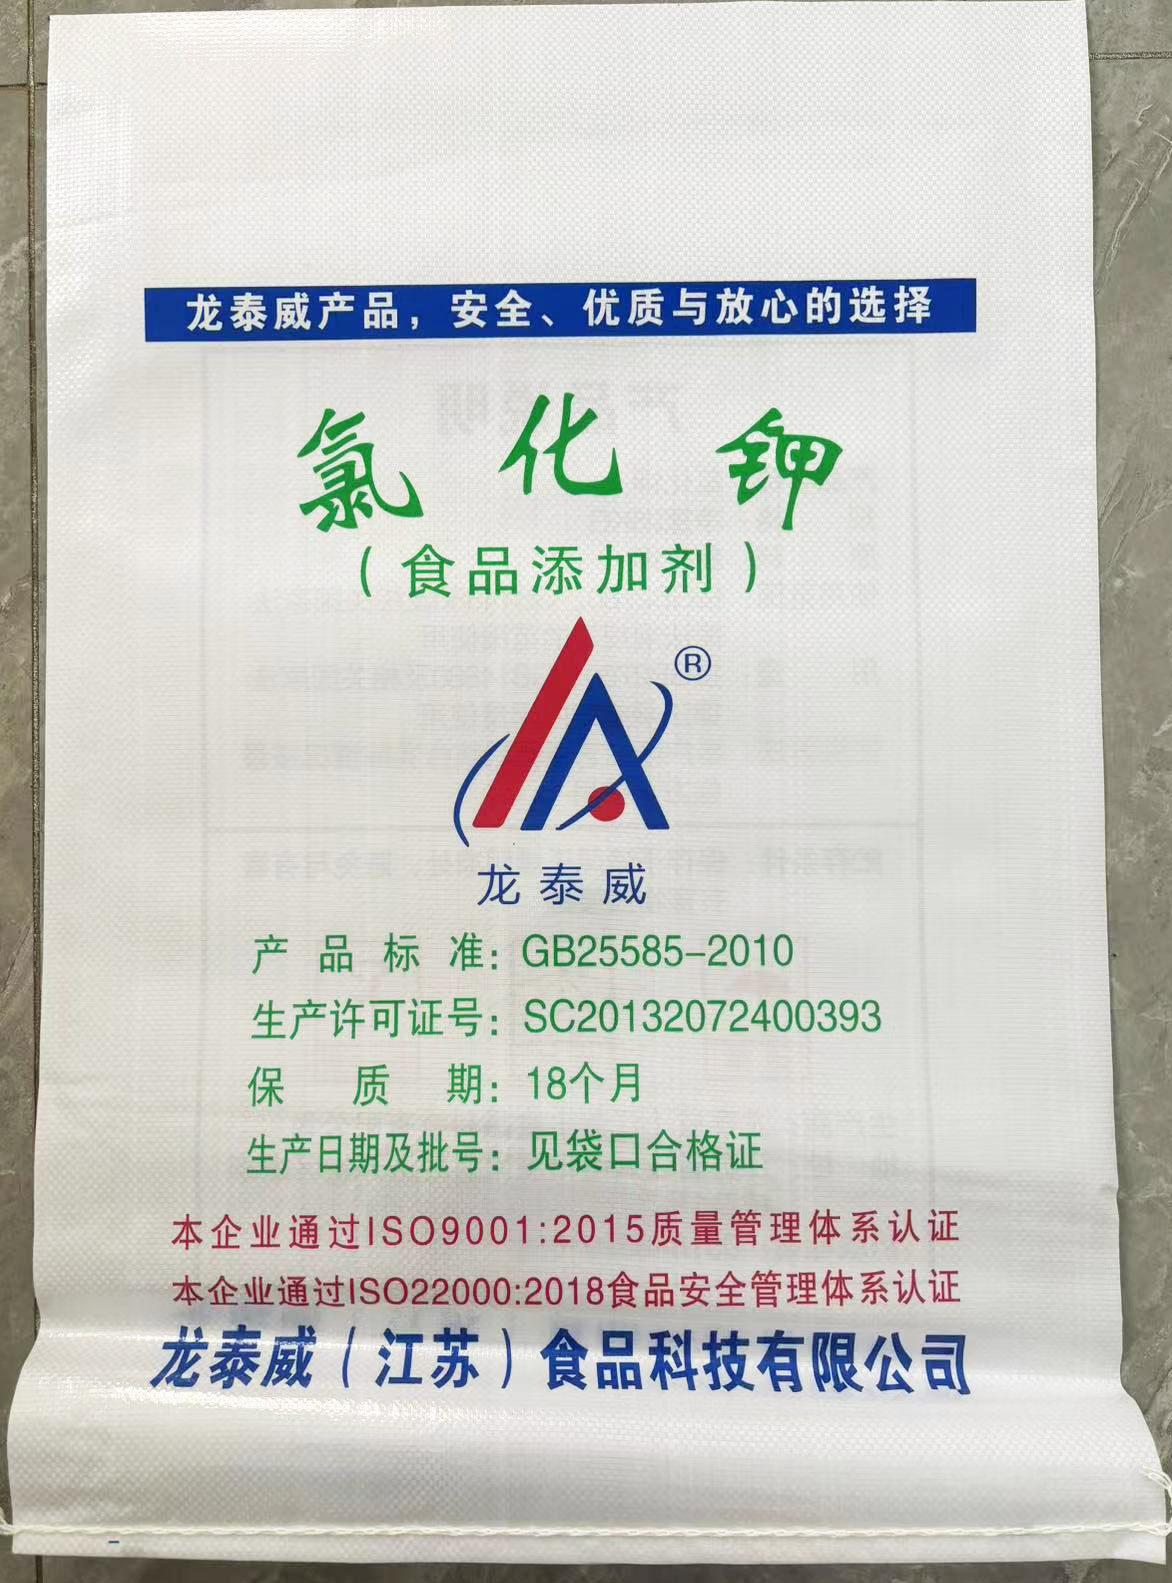 龙泰威产品，安全、优质与放心的选择
氯化钾
（食品添加剂）
®
龙泰威
产品标准：GB25585-2010
生产许可证号：SC20132072400393
保质期：18个月
生产日期及批号：见袋口合格证
本企业通过ISO9001:2015质量管理体系认证
本企业通过ISO22000:2018食品安全管理体系认证
龙泰威（江苏）食品科技有限公司